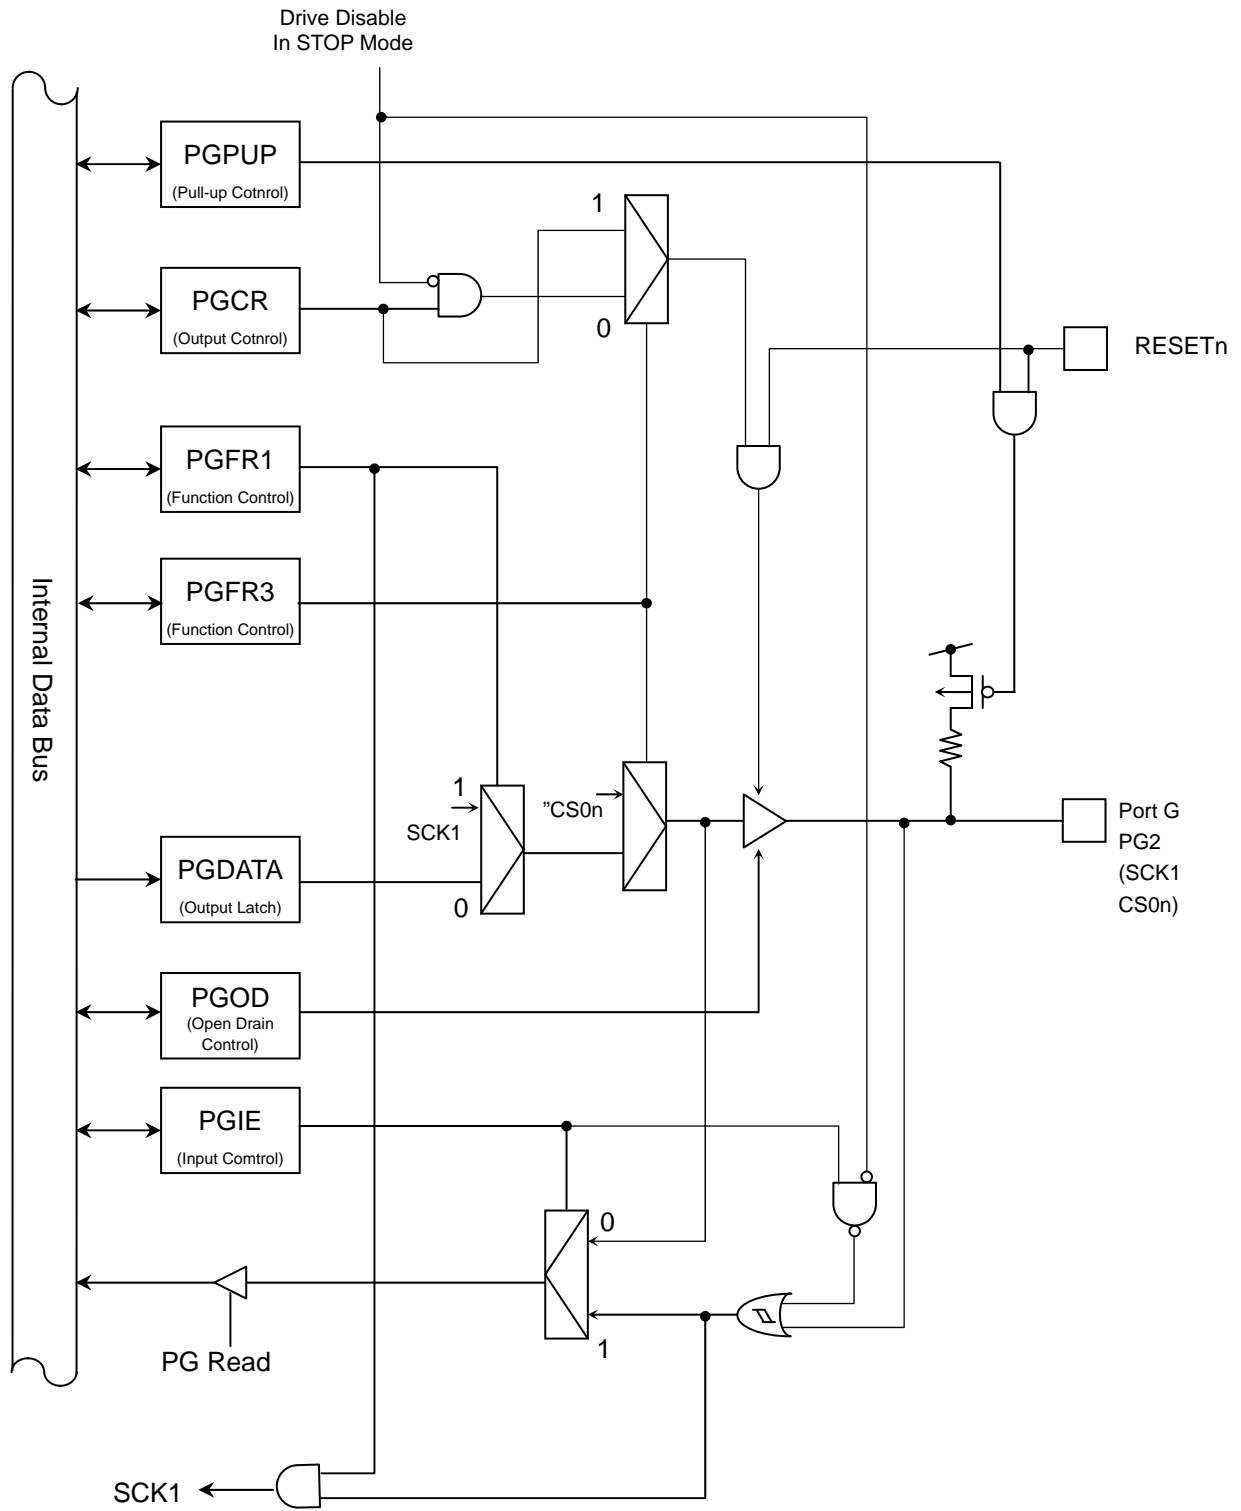 Drive Disable
In STOP Mode
PGPUP
(Pull-up Cotnrol)
1
PGCR
(Output Cotnrol)
0
RESETn
PGFR1
(Function Control)
PGFR3
(Function Control)
Internal Data Bus
1
SCK1
”CS0n
Port G
PG2
(SCK1
CS0n)
PGDATA
(Output Latch)
0
PGOD
(Open Drain
Control)
PGIE
(Input Comtrol)
0
1
PG Read
SCK1